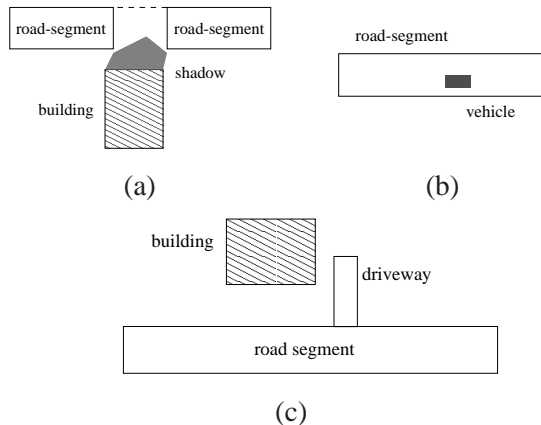 road-segment
road-segment
shadow
building
(a)
road-segment
vehicle
(b)
building
driveway
road segment
(c)